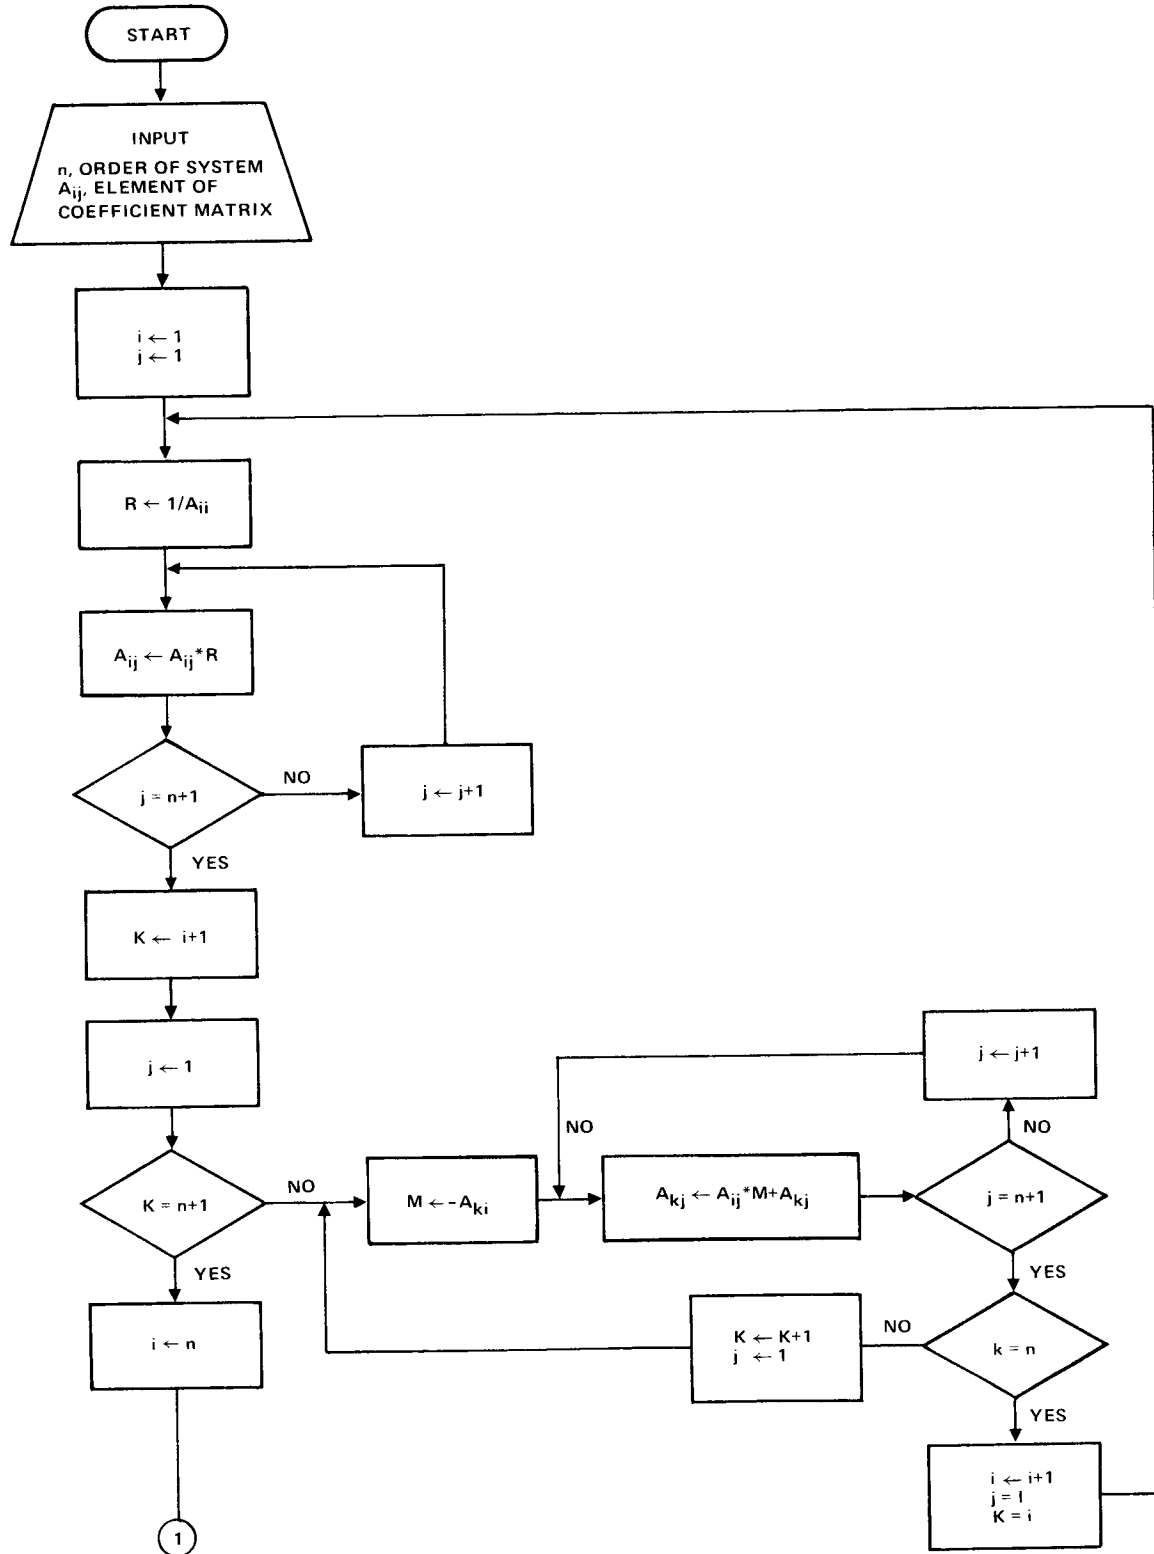 START
INPUT
n, ORDER OF SYSTEM
Aij, ELEMENT OF
COEFFICIENT MATRIX
i ← 1
j ← 1
R ← 1/Aii
Aij ← Aij*R
j = n+1
NO
j ← j+1
YES
K ← i+1
j ← 1
j ← j+1
NO
NO
K = n+1
NO
M ← -Aki
Akj ← Aij*M+Akj
j = n+1
YES
YES
i ← n
K ← K+1
j ← 1
NO
k = n
YES
i ← i+1
j = 1
K = i
1